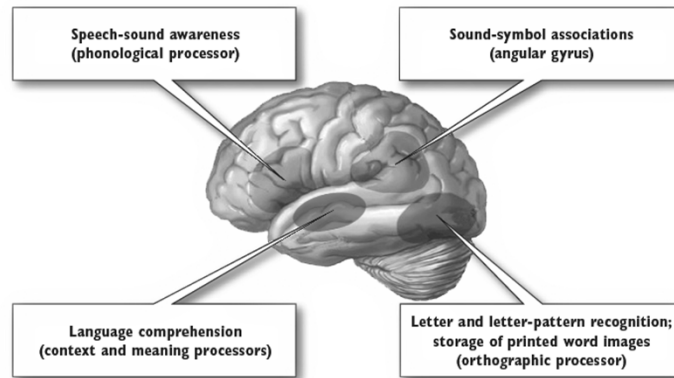 Speech-sound awareness
(phonological processor)
Sound-symbol associations
(angular gyrus)
Language comprehension
(context and meaning processors)
Letter and letter-pattern recognition;
storage of printed word images
(orthographic processor)